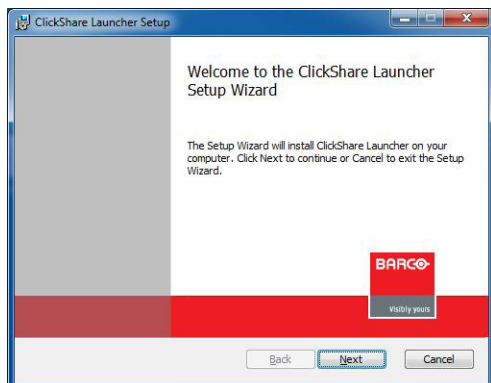 ClickShare Launcher Setup
Welcome to the ClickShare Launcher
Setup Wizard
The Setup Wizard will install ClickShare Launcher on your
computer. Click Next to continue or Cancel to exit the Setup
Wizard.
BARCO
Visibly yours
Back Next Cancel